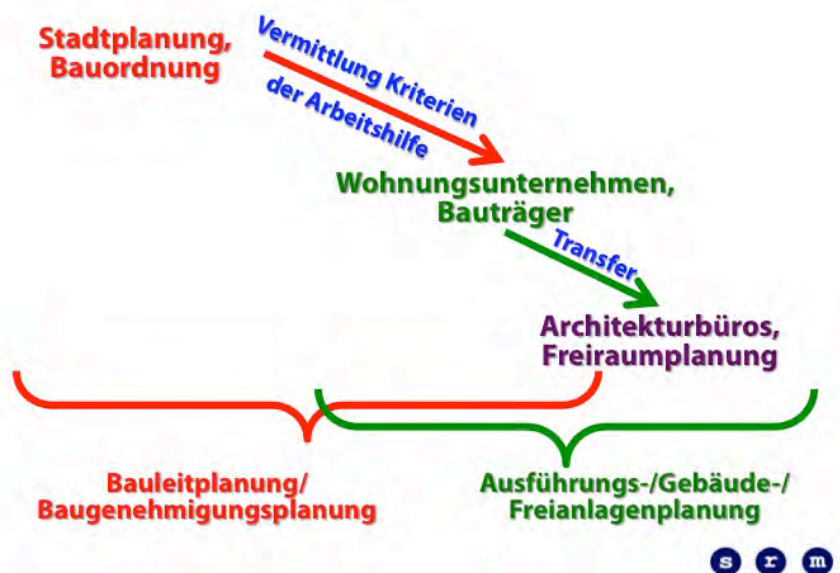 Stadtplanung,
Bauordnung
Vermittlung Kriterien
der Arbeitshilfe
Wohnungsunternehmen,
Bauträger
Transfer
Architekturbüros,
Freiraumplanung
Bauleitplanung/
Baugenehmigungsplanung
Ausführungs-/Gebäude-/
Freianlagenplanung
s r m